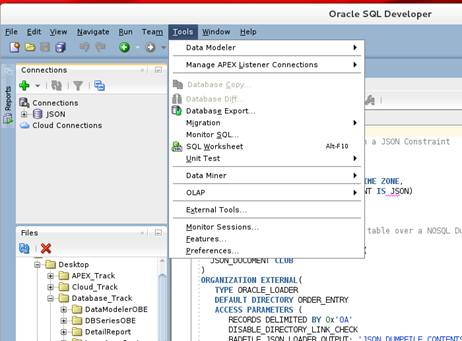 Oracle SQL Developer
File Edit View Navigate Run Team Tools Window Help
Data Modeler
Manage APEX Listener Connections
Database Copy...
Database Diff...
Database Export...
Migration
Monitor SQL...
SQL Worksheet Alt-F10
Unit Test
Data Miner
OLAP
External Tools...
Monitor Sessions...
Features...
Preferences...
Reports
Connections
Connections
JSON
Cloud Connections
Files
Desktop
APEX_Track
Cloud_Track
Database_Track
DataModelerOBE
DBSeriesOBE
DetailReport
n a JSON Constraint
IME ZONE,
NT IS JSON)
table over a NOSQL Du
JSON_DOCUMENT CLOB
)
ORGANIZATION EXTERNAL(
TYPE ORACLE_LOADER
DEFAULT DIRECTORY ORDER_ENTRY
ACCESS PARAMETERS (
RECORDS DELIMITED BY 0x'0A'
DISABLE_DIRECTORY_LINK_CHECK
BADFILE JSON_LOADER_OUTPUT: 'JSON_DUMPFILE_CONTENTS